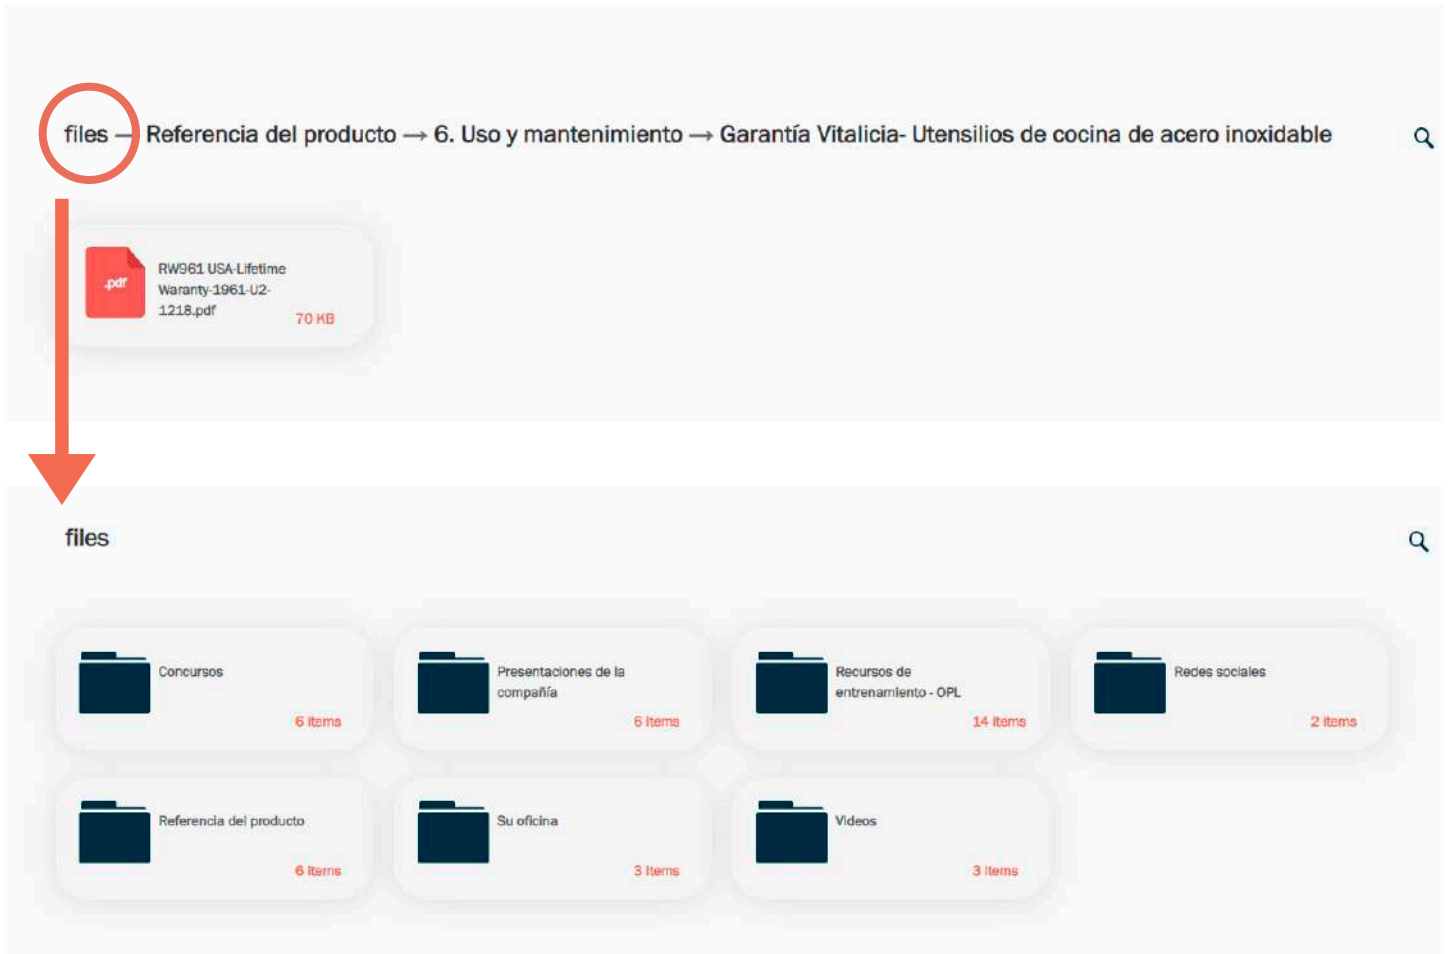 files → Referencia del producto → 6. Uso y mantenimiento → Garantía Vitalicia- Utensilios de cocina de acero inoxidable
.pdf
RW961 USA-Lifetime
Waranty-1961-U2-
1218.pdf
70 KB
files
Concursos
6 items
Presentaciones de la
compañía
6 items
Recursos de
entrenamiento - OPL
14 items
Redes sociales
2 items
Referencia del producto
6 items
Su oficina
3 items
Videos
3 items